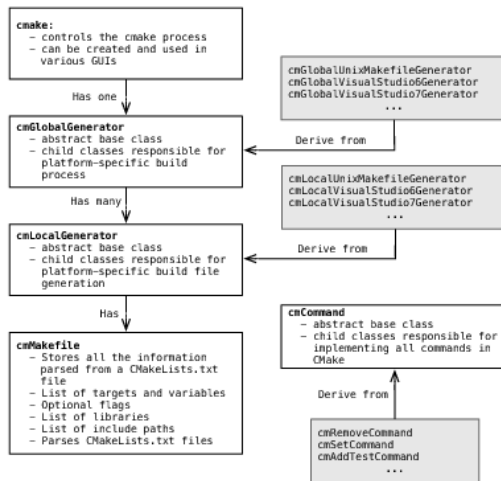 cmake:
– controls the cmake process
– can be created and used in
various GUIs
Has one
cmGlobalUnixMakefileGenerator
cmGlobalVisualStudio6Generator
cmGlobalVisualStudio7Generator
...
Derive from
cmGlobalGenerator
– abstract base class
– child classes responsible for
platform-specific build
process
Has many
cmLocalUnixMakefileGenerator
cmLocalVisualStudio6Generator
cmLocalVisualStudio7Generator
...
Derive from
cmLocalGenerator
– abstract base class
– child classes responsible for
platform-specific build file
generation
Has
cmMakefile
– Stores all the information
parsed from a CMakeLists.txt
file
– List of targets and variables
– Optional flags
– List of libraries
– List of include paths
– Parses CMakeLists.txt files
cmCommand
– abstract base class
– child classes responsible for
implementing all commands in
CMake
Derive from
cmRemoveCommand
cmSetCommand
cmAddTestCommand
...